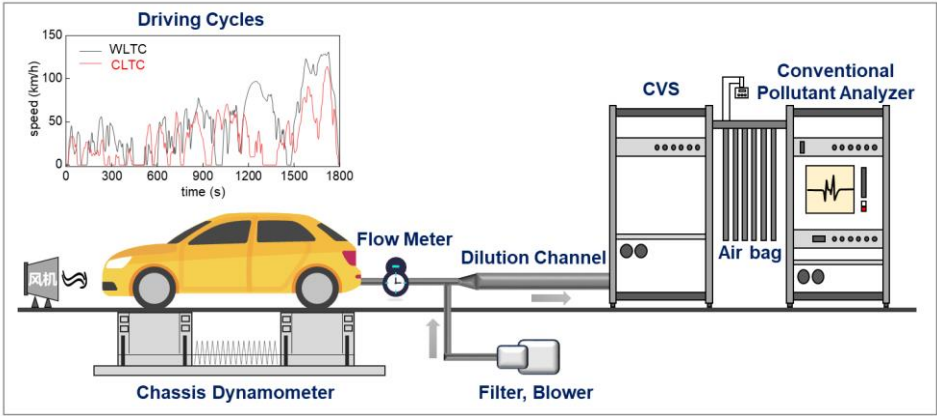 Driving Cycles
150
100
50
0
speed (km/h)
WLTC
CLTC
0 300 600 900 1200 1500 1800
time (s)
CVS
Conventional
Pollutant Analyzer
Flow Meter
Dilution Channel
Air bag
风机
Chassis Dynamometer
Filter, Blower